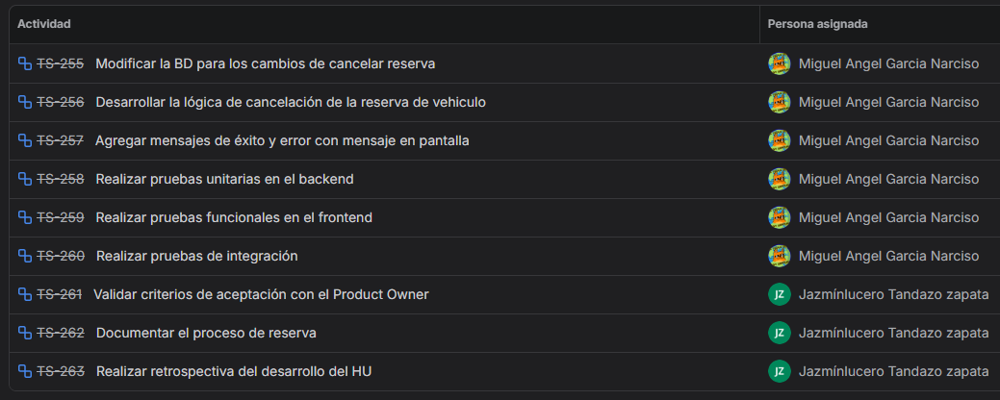 Actividad Persona asignada
TS-255 Modificar la BD para los cambios de cancelar reserva Miguel Angel Garcia Narciso
TS-256 Desarrollar la lógica de cancelación de la reserva de vehiculo Miguel Angel Garcia Narciso
TS-257 Agregar mensajes de éxito y error con mensaje en pantalla Miguel Angel Garcia Narciso
TS-258 Realizar pruebas unitarias en el backend Miguel Angel Garcia Narciso
TS-259 Realizar pruebas funcionales en el frontend Miguel Angel Garcia Narciso
TS-260 Realizar pruebas de integración Miguel Angel Garcia Narciso
TS-261 Validar criterios de aceptación con el Product Owner JZ Jazmínlucero Tandazo zapata
TS-262 Documentar el proceso de reserva JZ Jazmínlucero Tandazo zapata
TS-263 Realizar retrospectiva del desarrollo del HU JZ Jazmínlucero Tandazo zapata